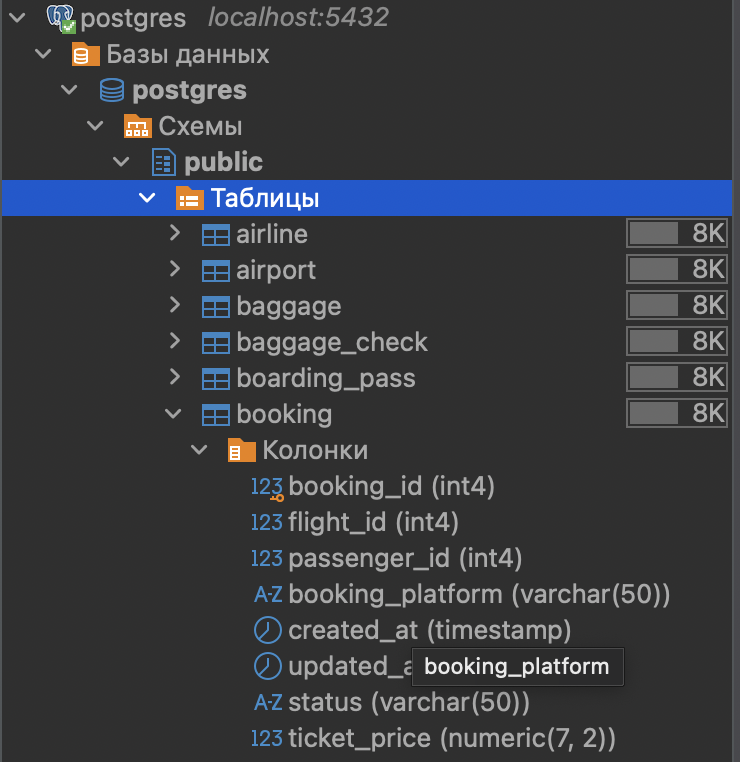 postgres localhost:5432
Базы данных
postgres
Схемы
public
Таблицы
airline 8K
airport 8K
baggage 8K
baggage_check 8K
boarding_pass 8K
booking 8K
Колонки
123 booking_id (int4)
123 flight_id (int4)
123 passenger_id (int4)
A-Z booking_platform (varchar(50))
created_at (timestamp)
updated_a booking_platform
A-Z status (varchar(50))
123 ticket_price (numeric(7, 2))